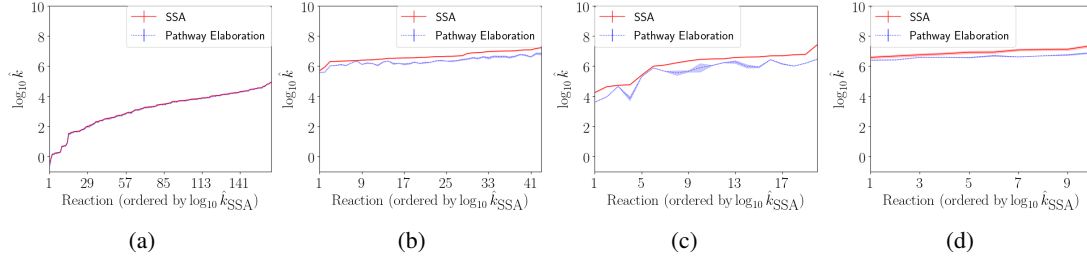 SSA
Pathway Elaboration
10
8
6
4
2
0
log₁₀ k̂
1 29 57 85 113 141
Reaction (ordered by log₁₀ k̂SSA)
(a)
SSA
Pathway Elaboration
10
8
6
4
2
0
log₁₀ k̂
1 9 17 25 33 41
Reaction (ordered by log₁₀ k̂SSA)
(b)
SSA
Pathway Elaboration
10
8
6
4
2
0
log₁₀ k̂
1 5 9 13 17
Reaction (ordered by log₁₀ k̂SSA)
(c)
SSA
Pathway Elaboration
10
8
6
4
2
0
log₁₀ k̂
1 3 5 7 9
Reaction (ordered by log₁₀ k̂SSA)
(d)